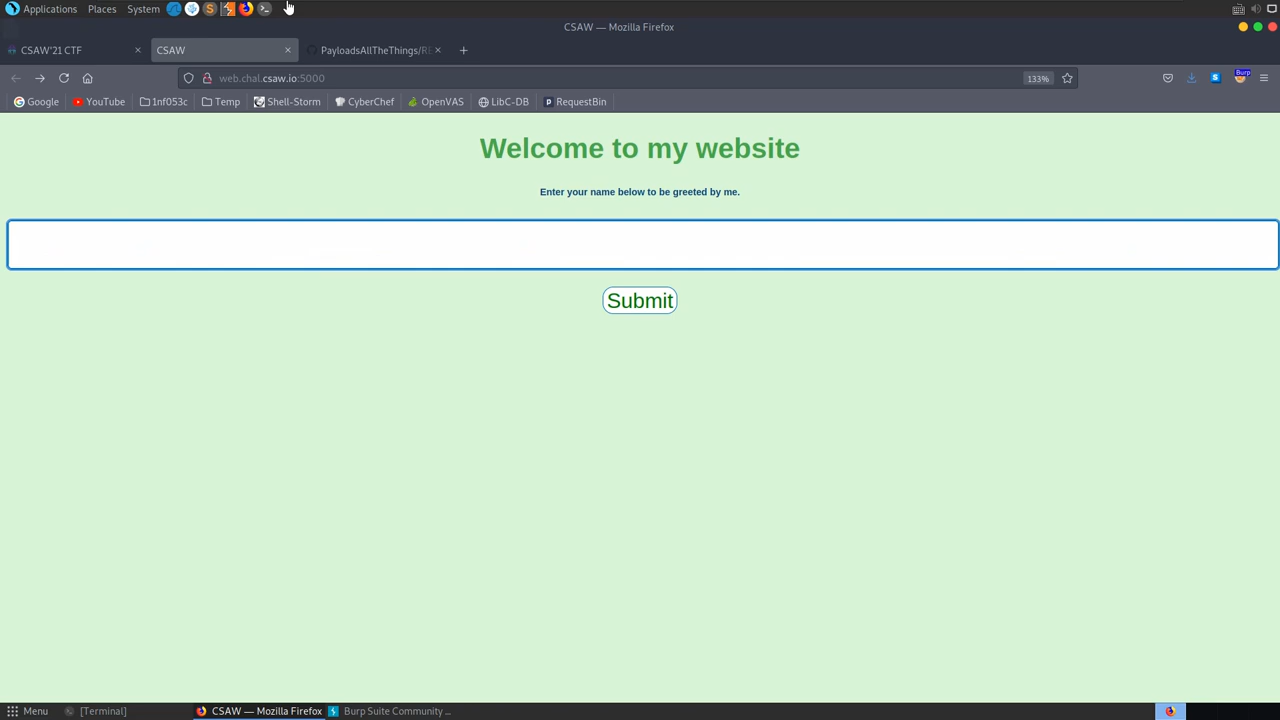 Applications Places System
CSAW — Mozilla Firefox
CSAW'21 CTF
CSAW
PayloadsAllTheThings/RE
web.chal.csaw.io:5000
133%
Burp
Google
YouTube
1nf053c
Temp
Shell-Storm
CyberChef
OpenVAS
LibC-DB
RequestBin
Welcome to my website
Enter your name below to be greeted by me.
Submit
Menu
[Terminal]
CSAW — Mozilla Firefox
Burp Suite Community ...